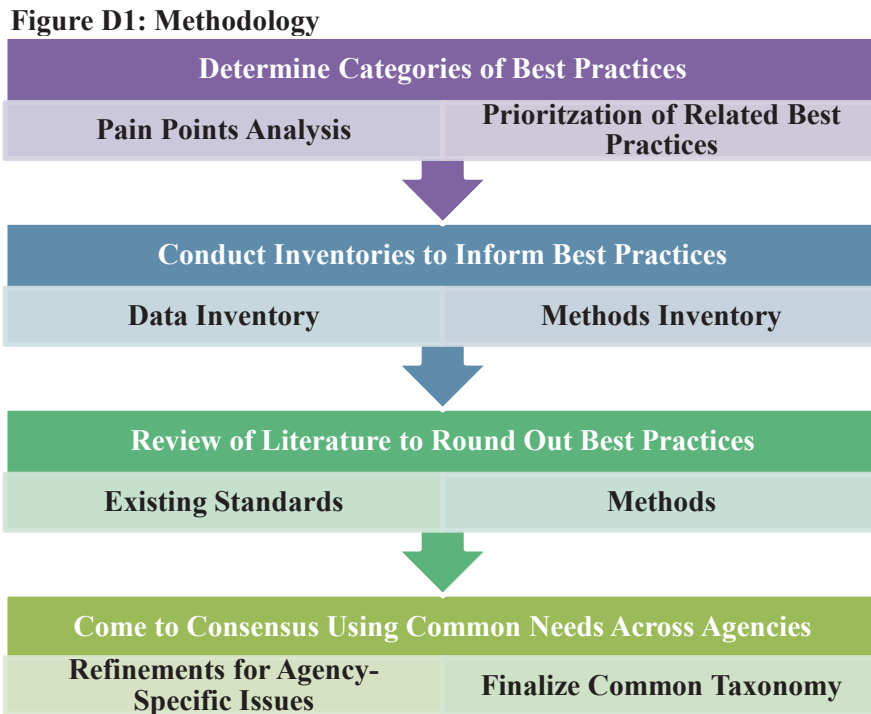 Figure D1: Methodology
Determine Categories of Best Practices
Pain Points Analysis
Prioritzation of Related Best
Practices
Conduct Inventories to Inform Best Practices
Data Inventory
Methods Inventory
Review of Literature to Round Out Best Practices
Existing Standards
Methods
Come to Consensus Using Common Needs Across Agencies
Refinements for Agency-
Specific Issues
Finalize Common Taxonomy